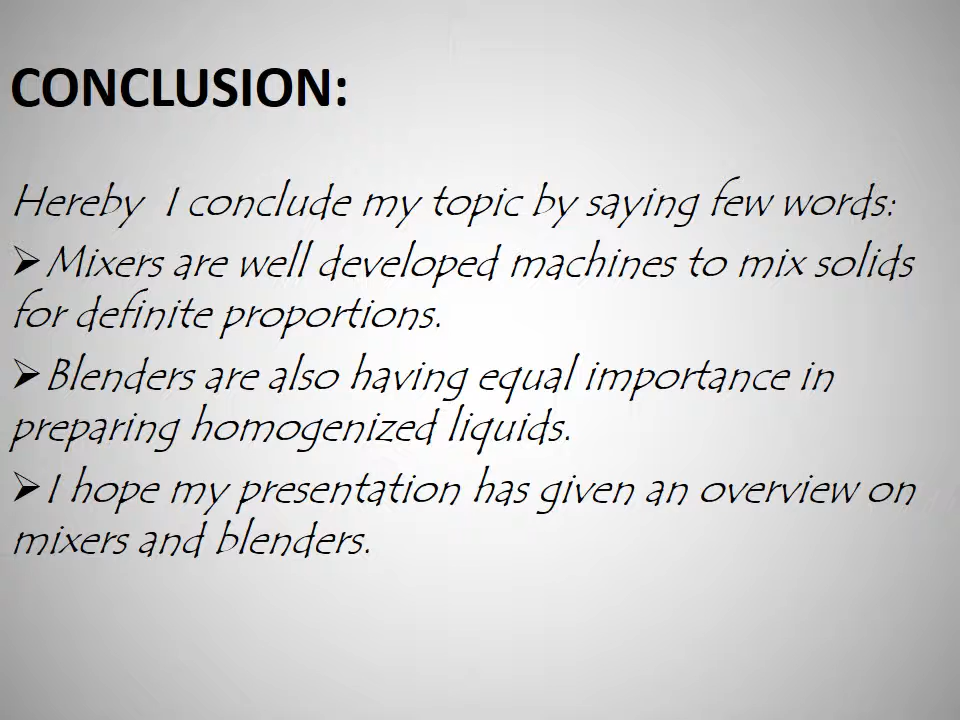 CONCLUSION:
Hereby I conclude my topic by saying few words:
➢Mixers are well developed machines to mix solids
for definite proportions.
➢Blenders are also having equal importance in
preparing homogenized liquids.
➢I hope my presentation has given an overview on
mixers and blenders.